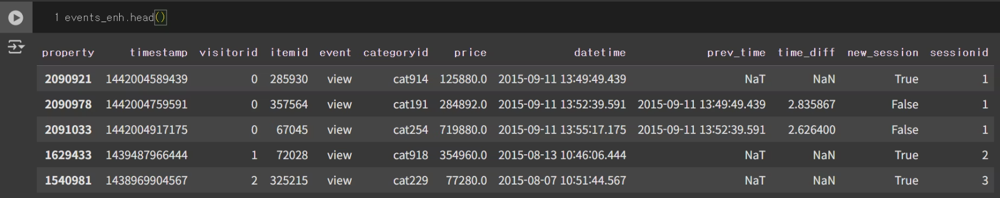 1 events_enh.head()
property timestamp visitorid itemid event categoryid price datetime prev_time time_diff new_session sessionid
2090921 1442004589439 0 285930 view cat914 125880.0 2015-09-11 13:49:49.439 NaT NaN True 1
2090978 1442004759591 0 357564 view cat191 284892.0 2015-09-11 13:52:39.591 2015-09-11 13:49:49.439 2.835867 False 1
2091033 1442004917175 0 67045 view cat254 719880.0 2015-09-11 13:55:17.175 2015-09-11 13:52:39.591 2.626400 False 1
1629433 1439487966444 1 72028 view cat918 354960.0 2015-08-13 10:46:06.444 NaT NaN True 2
1540981 1438969904567 2 325215 view cat229 77280.0 2015-08-07 10:51:44.567 NaT NaN True 3